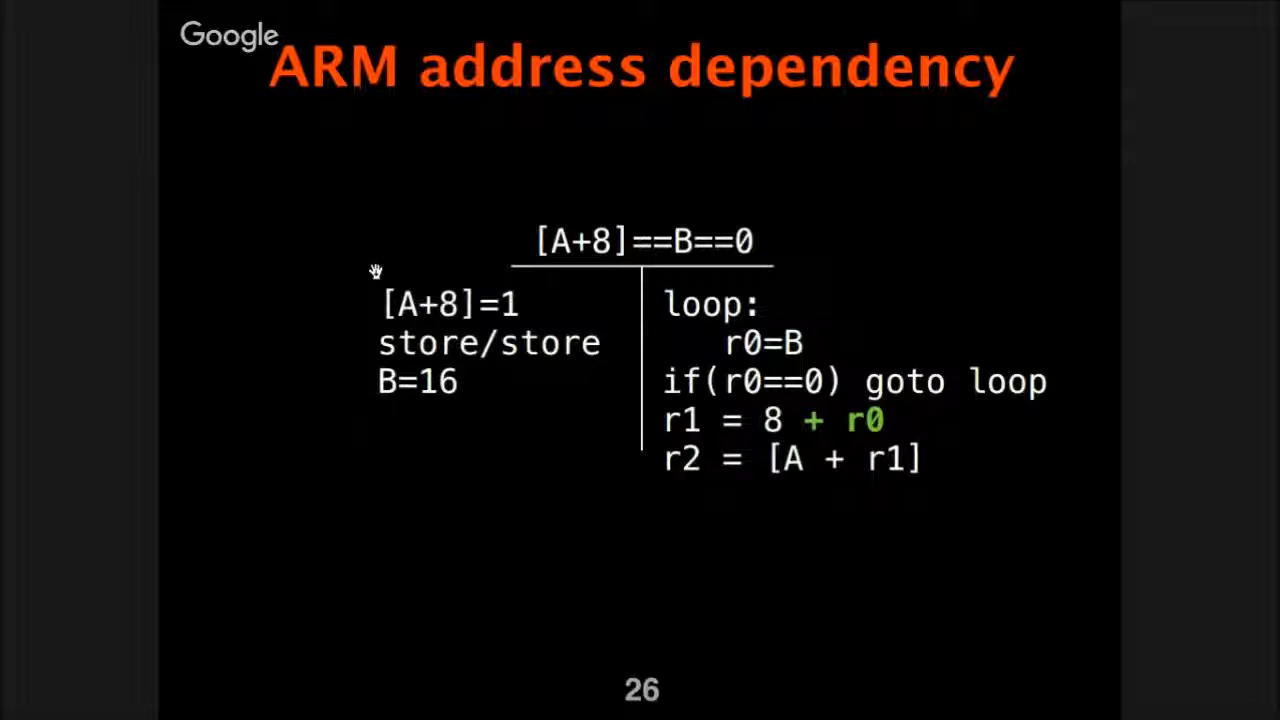 Google
ARM address dependency
[A+8]==B==0
[A+8]=1
store/store
B=16
loop:
r0=B
if(r0==0) goto loop
r1 = 8 + r0
r2 = [A + r1]
26